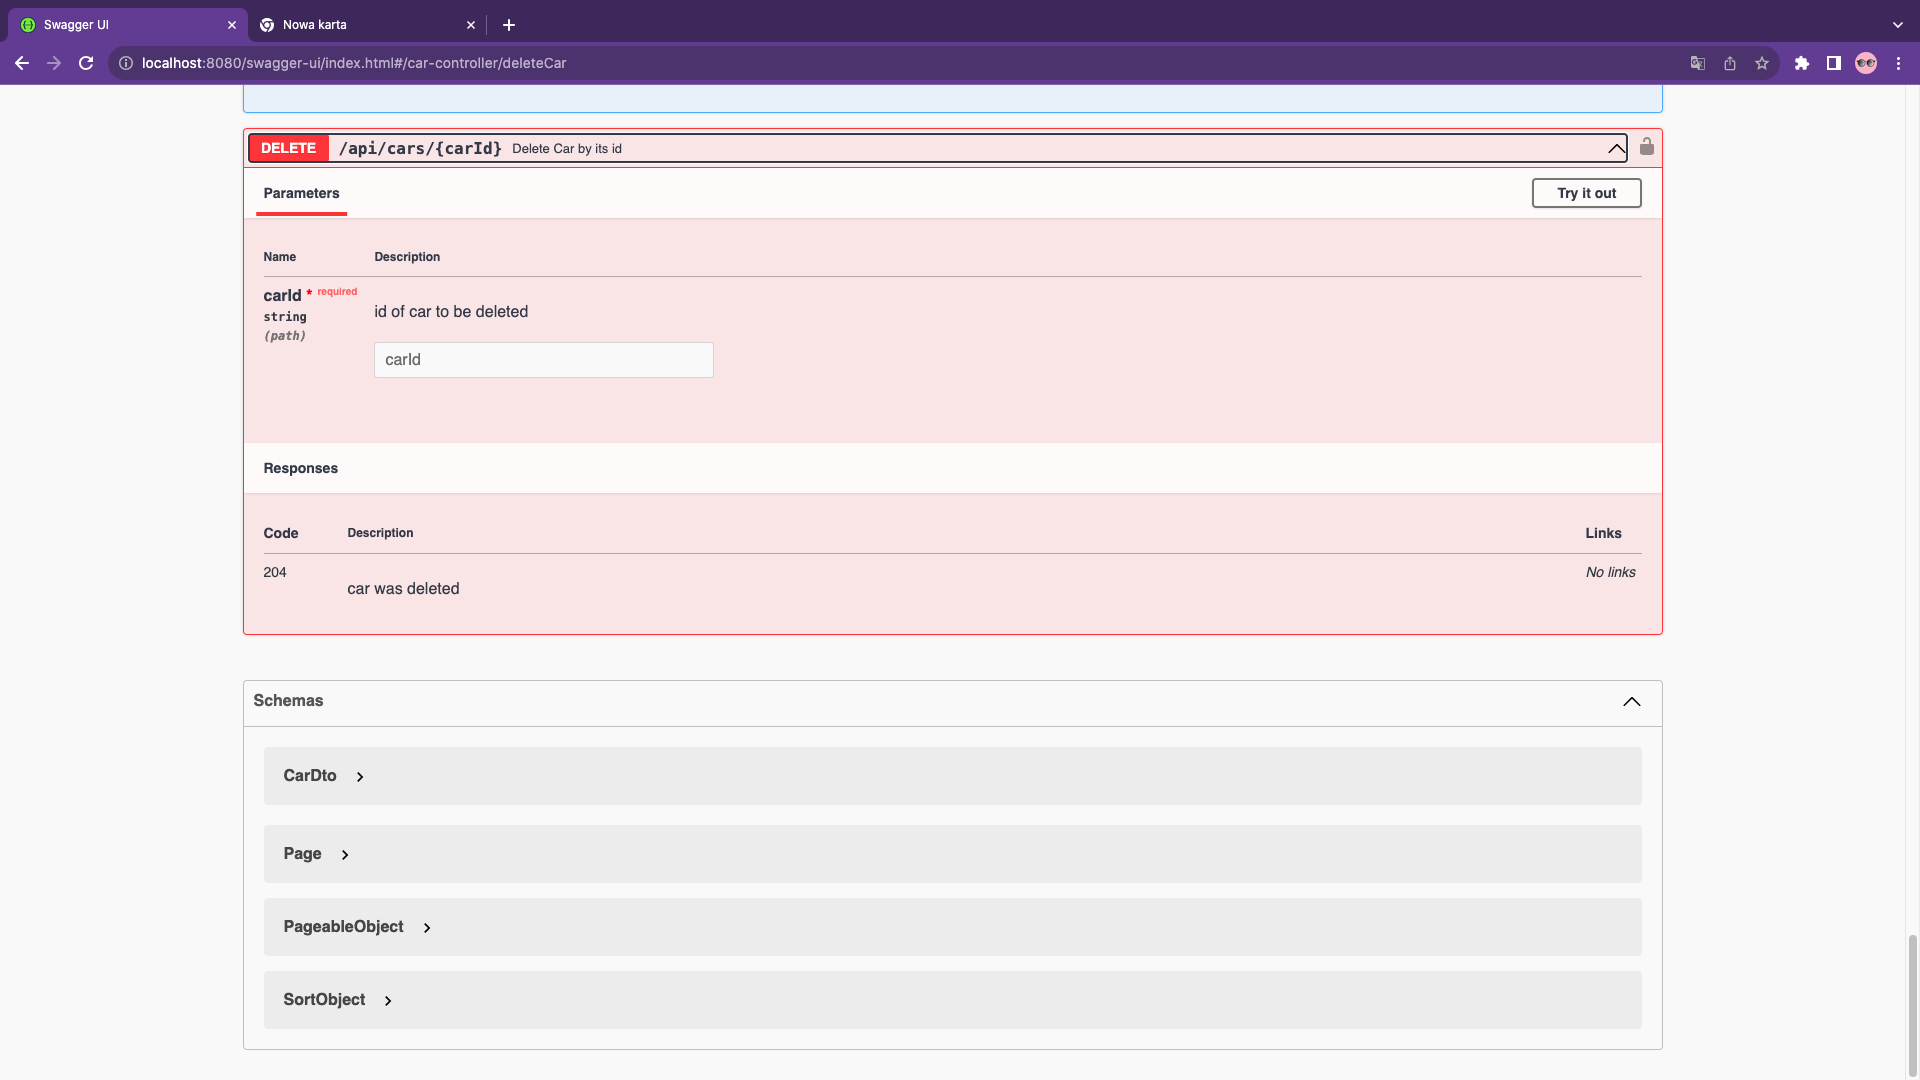 Swagger UI
Nowa karta
localhost:8080/swagger-ui/index.html#/car-controller/deleteCar
DELETE /api/cars/{carId} Delete Car by its id
Parameters
Try it out
Name Description
carId * required
string
(path)
id of car to be deleted
carId
Responses
Code Description Links
204 car was deleted No links
Schemas
CarDto
Page
PageableObject
SortObject